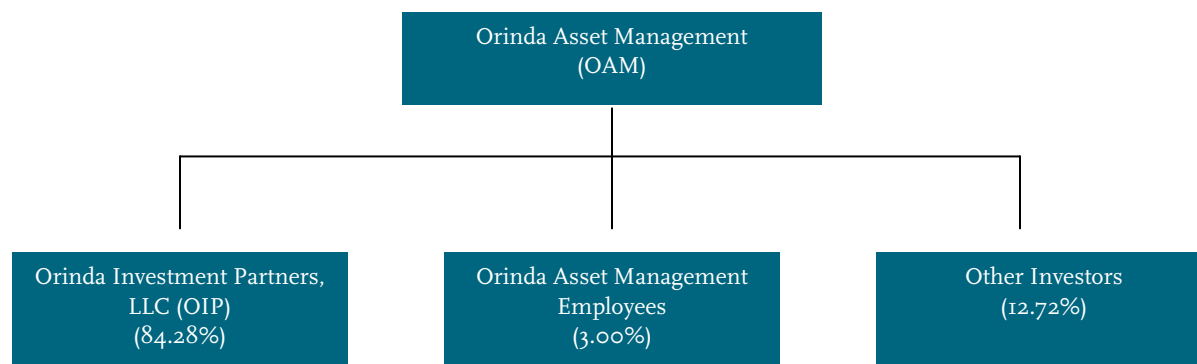 Orinda Asset Management
(OAM)
Orinda Investment Partners,
LLC (OIP)
(84.28%)
Orinda Asset Management
Employees
(3.00%)
Other Investors
(12.72%)